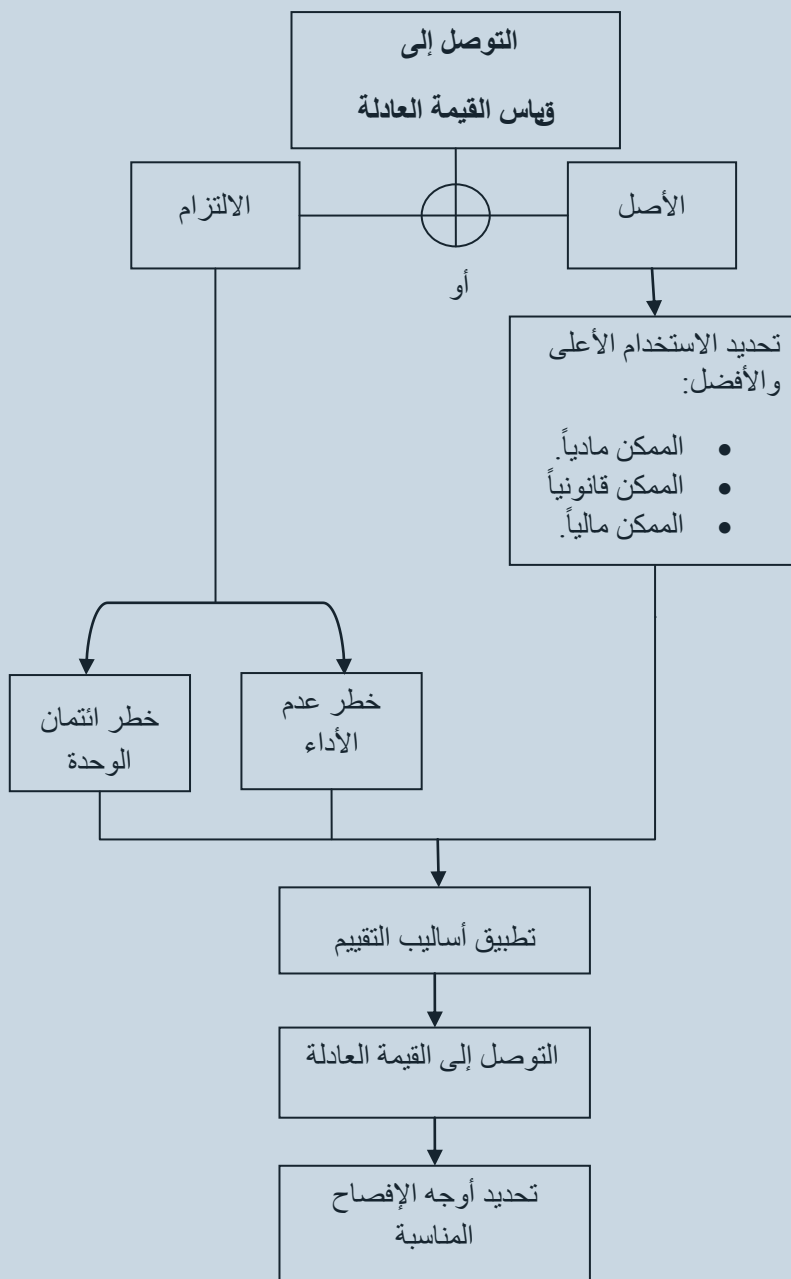 التوصل إلى
قياس القيمة العادلة
الأصل
الالتزام
أو
تحديد الاستخدام الأعلى
والأفضل:
• الممكن مادياً.
• الممكن قانونياً
• الممكن مالياً.
خطر عدم
الأداء
خطر ائتمان
الوحدة
تطبيق أساليب التقييم
التوصل إلى القيمة العادلة
تحديد أوجه الإفصاح
المناسبة